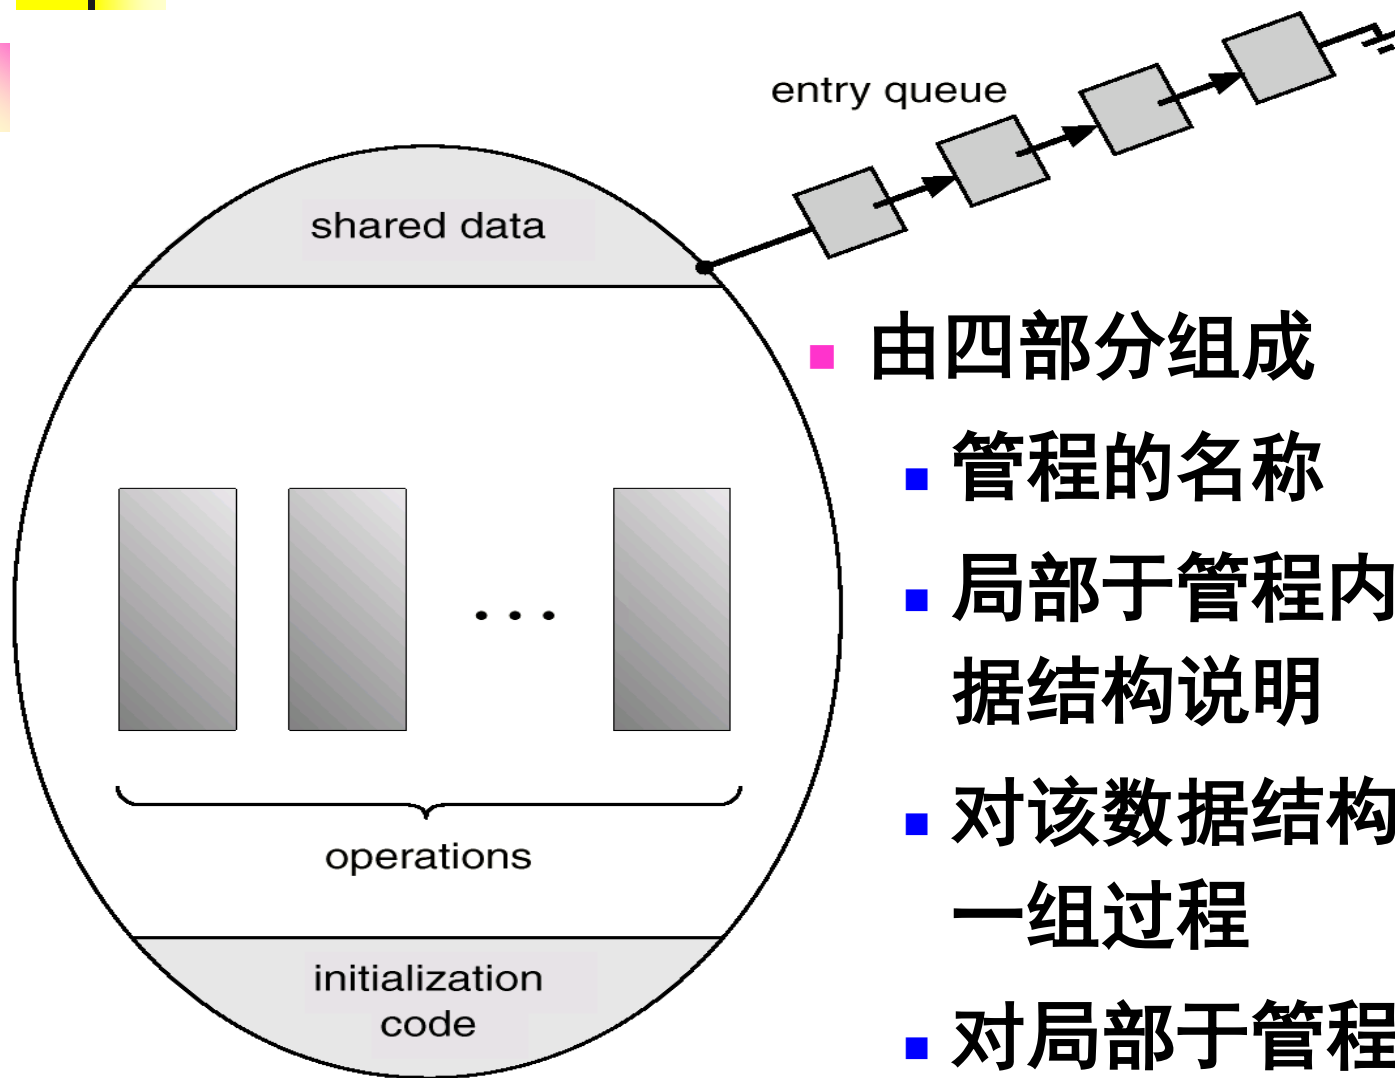 entry queue
shared data
由四部分组成
管程的名称
局部于管程内
据结构说明
对该数据结构
一组过程
对局部于管程
...
operations
initialization
code